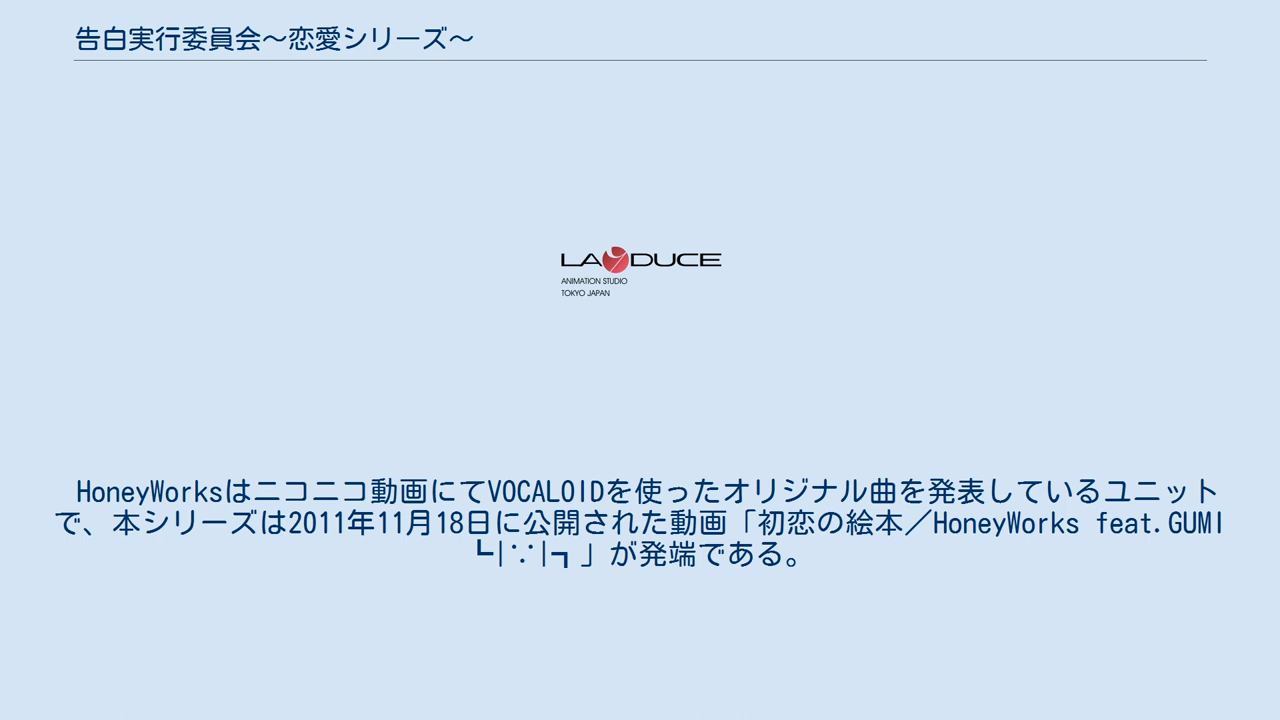 告白実行委員会〜恋愛シリーズ〜
LADUCE
ANIMATION STUDIO
TOKYO JAPAN
HoneyWorksはニコニコ動画にてVOCALOIDを使ったオリジナル曲を発表しているユニット
で、本シリーズは2011年11月18日に公開された動画「初恋の絵本／HoneyWorks feat.GUMI
┗|∵|┓」が発端である。